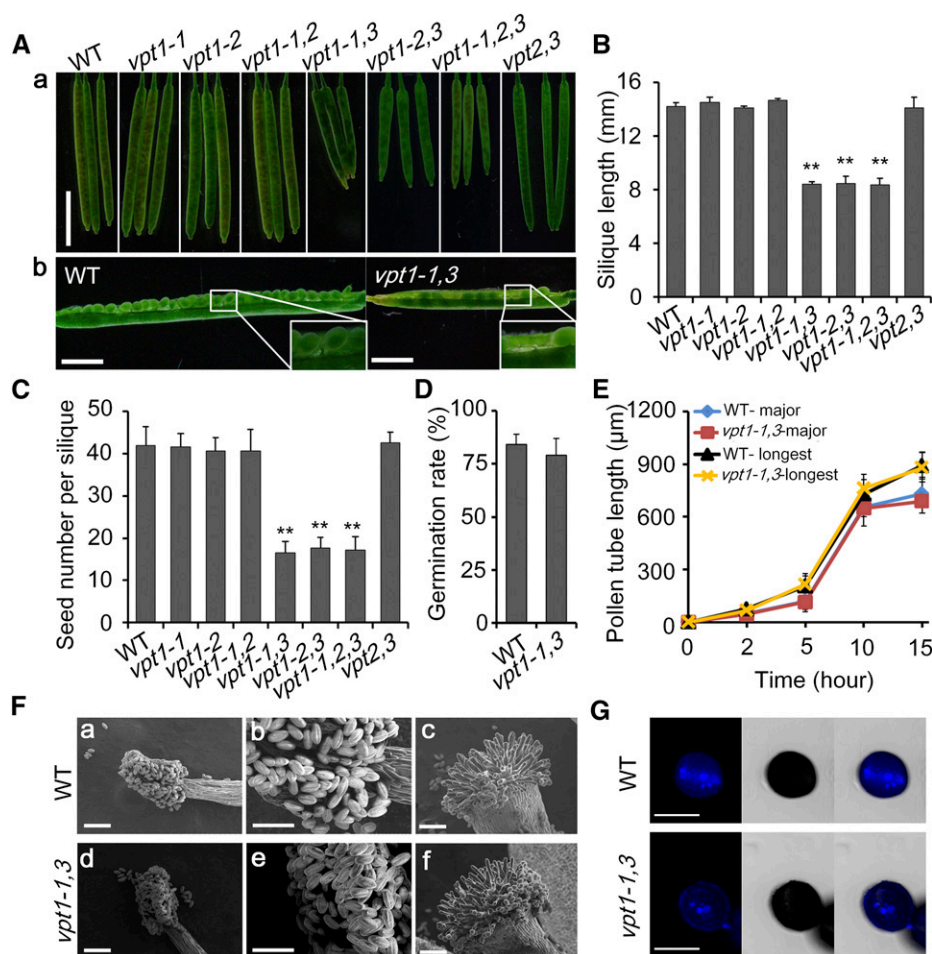 A
WT vpt1-1 vpt1-2 vpt1-1,2 vpt1-1,3 vpt1-2,3 vpt1-1,2,3 vpt2,3
a
b
WT
vpt1-1,3
B
Silique length (mm)
16
12
8
4
0
** ** **
WT vpt1-1 vpt1-2 vpt1-1,2 vpt1-1,3 vpt1-2,3 vpt1-1,2,3 vpt2,3
C
Seed number per silique
50
40
30
20
10
0
** ** **
WT vpt1-1 vpt1-2 vpt1-1,2 vpt1-1,3 vpt1-2,3 vpt1-1,2,3 vpt2,3
D
Germination rate (%)
100
75
50
25
0
WT vpt1-1,3
E
Pollen tube length (µm)
1200
900
600
300
0
WT- major
vpt1-1,3-major
WT- longest
vpt1-1,3-longest
0 2 5 10 15
Time (hour)
F
WT
a b c
vpt1-1,3
d e f
G
WT
vpt1-1,3